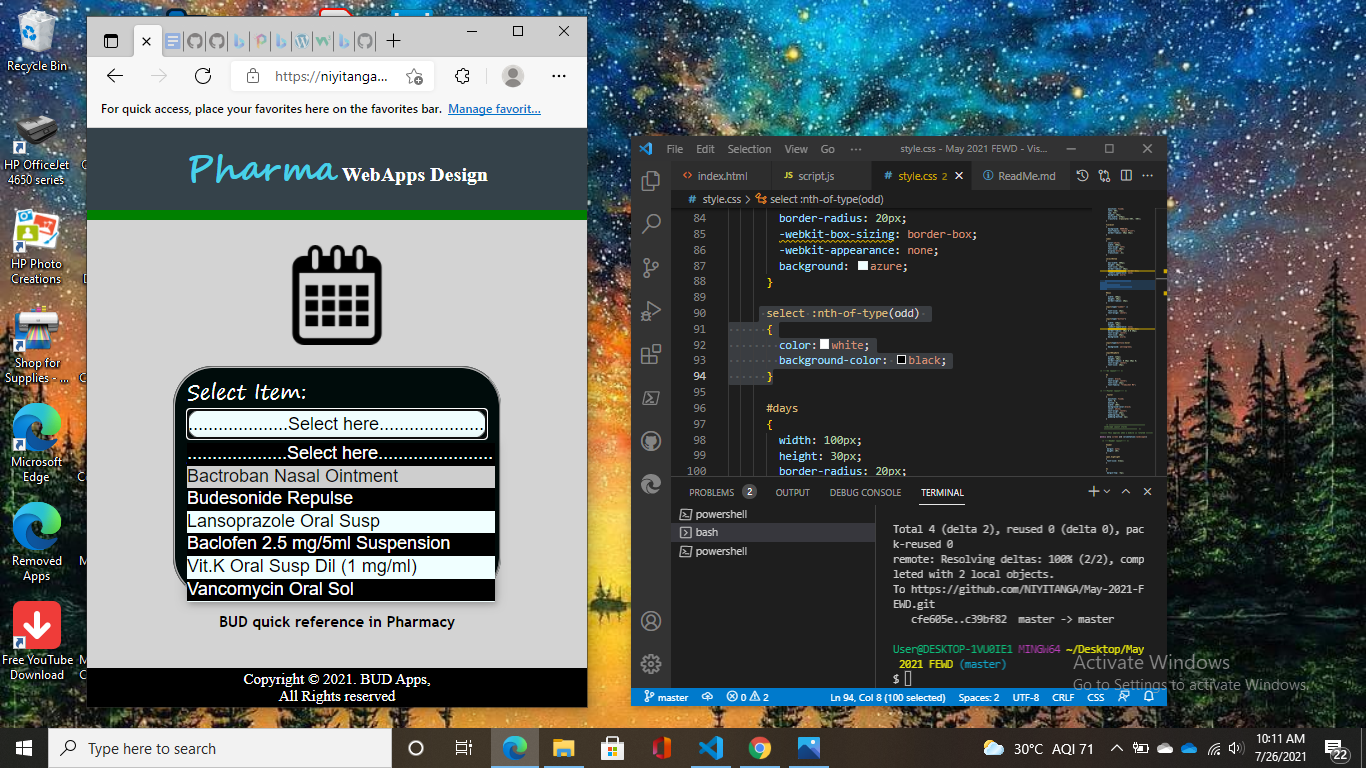 Recycle Bin
HP OfficeJet
4650 series
HP Photo
Creations
Shop for
Supplies - ...
Microsoft
Edge
Removed
Apps
Free YouTube
Download
https://niyitanga...
For quick access, place your favorites here on the favorites bar. Manage favorit...
Pharma WebApps Design
Select Item:
..................Select here...................
..................Select here.....................
Bactroban Nasal Ointment
Budesonide Repulse
Lansoprazole Oral Susp
Baclofen 2.5 mg/5ml Suspension
Vit.K Oral Susp Dil (1 mg/ml)
Vancomycin Oral Sol
BUD quick reference in Pharmacy
Copyright © 2021. BUD Apps,
All Rights reserved
File Edit Selection View Go ... style.css - May 2021 FEWD - Vis...
<> index.html JS script.js # style.css 2 ReadMe.md
# style.css > select :nth-of-type(odd)
84 border-radius: 20px;
85 -webkit-box-sizing: border-box;
86 -webkit-appearance: none;
87 background: azure;
88 }
89
90 select :nth-of-type(odd)
91 {
92 color: white;
93 background-color: black;
94 }
95
96 #days
97 {
98 width: 100px;
99 height: 30px;
100 border-radius: 20px;
PROBLEMS 2 OUTPUT DEBUG CONSOLE TERMINAL
powershell
bash
powershell
Total 4 (delta 2), reused 0 (delta 0), pac
k-reused 0
remote: Resolving deltas: 100% (2/2), comp
leted with 2 local objects.
To https://github.com/NIYITANGA/May-2021-F
EWD.git
cfe605e..c39bf82 master -> master
User@DESKTOP-1VU0IE1 MINGW64 ~/Desktop/May
2021 FEWD (master)
$
Activate Windows
Go to Settings to activate Windows.
master 0 2 Ln 94, Col 8 (100 selected) Spaces: 2 UTF-8 CRLF CSS
Type here to search
30°C AQI 71
10:11 AM
7/26/2021
22